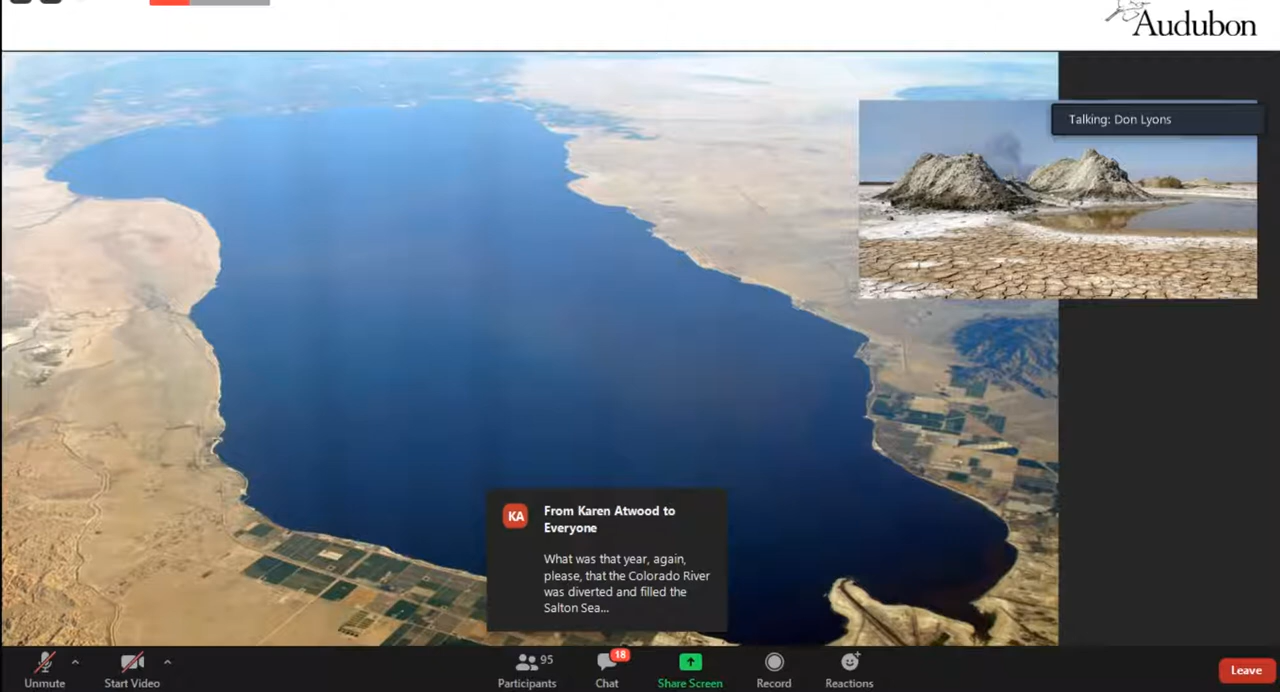 Audubon
Talking: Don Lyons
KA
From Karen Atwood to
Everyone
What was that year, again,
please, that the Colorado River
was diverted and filled the
Salton Sea...
Unmute
Start Video
95
Participants
18
Chat
Share Screen
Record
Reactions
Leave